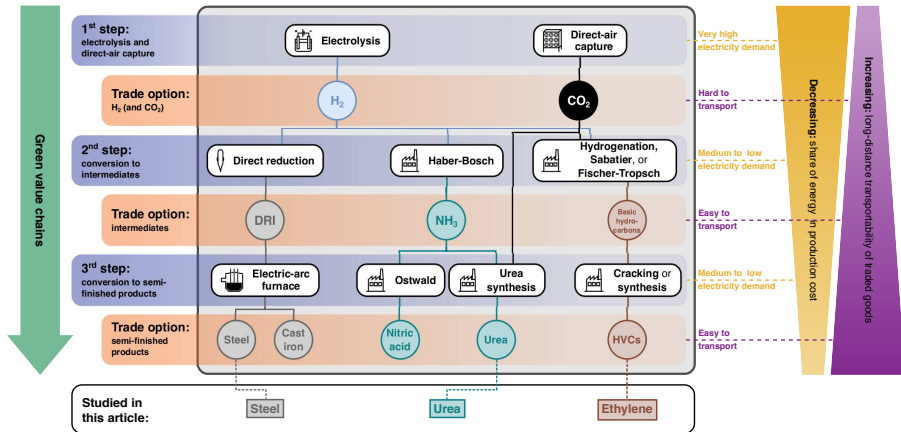 Green value chains
1st step:
electrolysis and
direct-air capture
Electrolysis
Direct-air
capture
Very high
electricity demand
Trade option:
H₂ (and CO₂)
H₂
CO₂
Hard to
transport
2nd step:
conversion to
intermediates
Direct reduction
Haber-Bosch
Hydrogenation,
Sabatier, or
Fischer-Tropsch
Medium to low
electricity demand
Trade option:
intermediates
DRI
NH₃
Basic
hydro-
carbons
Easy to
transport
3rd step:
conversion to semi-
finished products
Electric-arc
furnace
Ostwald
Urea
synthesis
Cracking or
synthesis
Medium to low
electricity demand
Trade option:
semi-finished
products
Steel
Cast
iron
Nitric
acid
Urea
HVCs
Easy to
transport
Decreasing: share of energy in production cost
Increasing: long-distance transportability of traded goods
Studied in
this article:
Steel
Urea
Ethylene